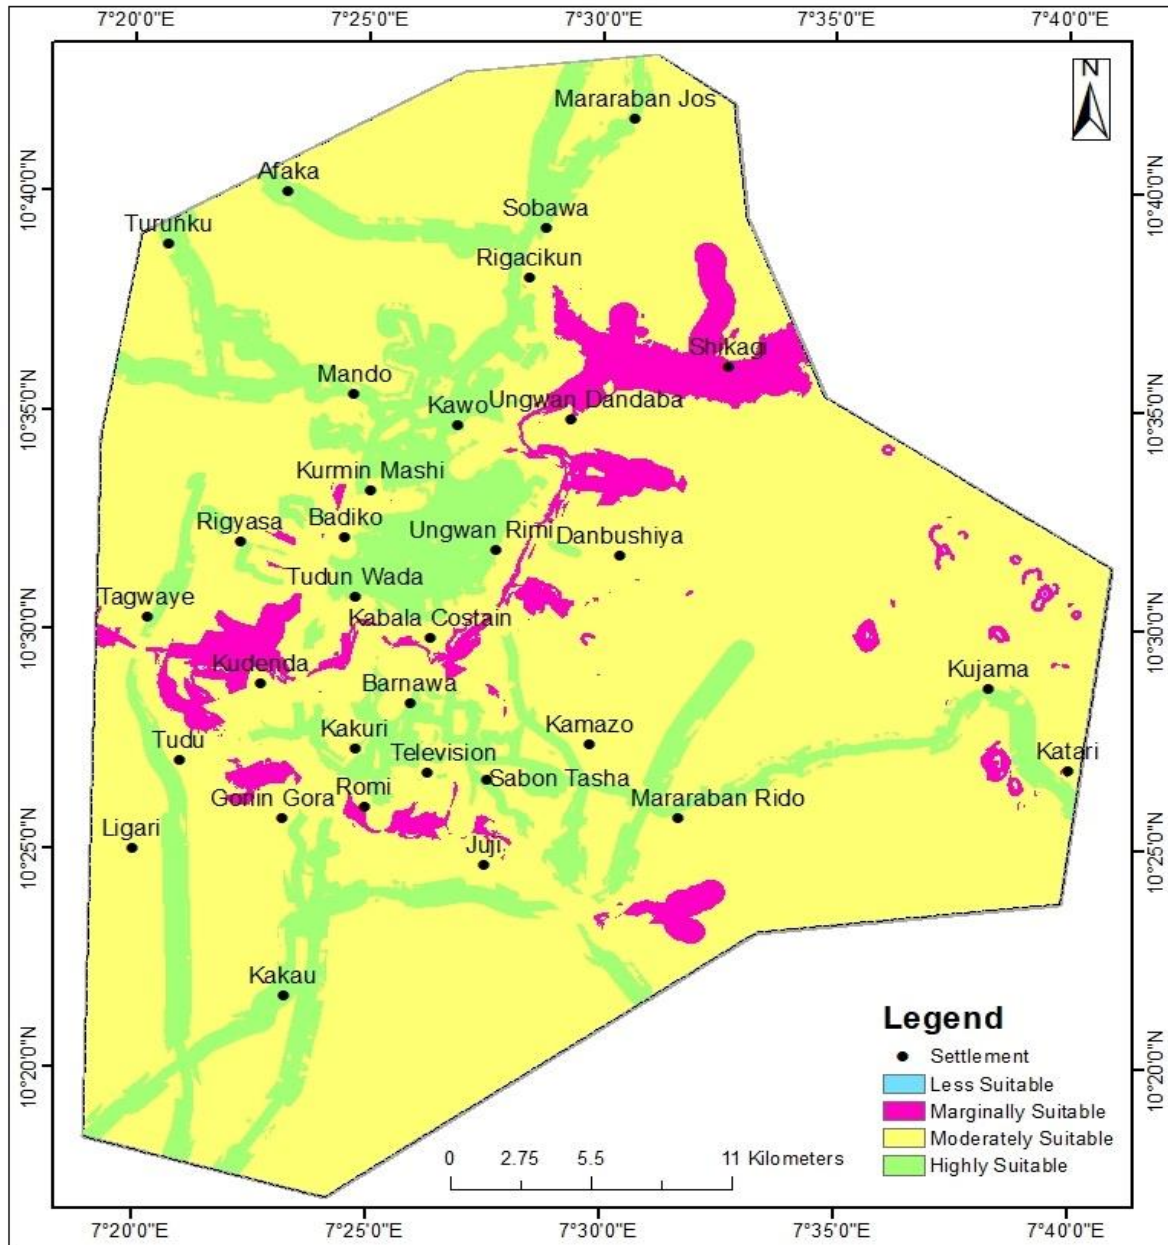 7°20'0"E 7°25'0"E 7°30'0"E 7°35'0"E 7°40'0"E
N
Mararaban Jos
Afaka
10°40'0"N
10°40'0"N
Sobawa
Turunku
Rigacikun
Shikagi
Mando
Ungwan Dandaba
Kawo
10°35'0"N
10°35'0"N
Kurmin Mashi
Badiko
Rigyasa
Ungwan Rimi
Danbushiya
Tudun Wada
Tagwaye
Kabala Costain
10°30'0"N
10°30'0"N
Kudenda
Kujama
Barnawa
Kakuri
Kamazo
Tudu
Television
Katari
Sabon Tasha
Romi
Gonin Gora
Mararaban Rido
Ligari
10°25'0"N
10°25'0"N
Juji
Kakau
Legend
Settlement
Less Suitable
Marginally Suitable
Moderately Suitable
Highly Suitable
10°20'0"N
10°20'0"N
0 2.75 5.5 11 Kilometers
7°20'0"E 7°25'0"E 7°30'0"E 7°35'0"E 7°40'0"E